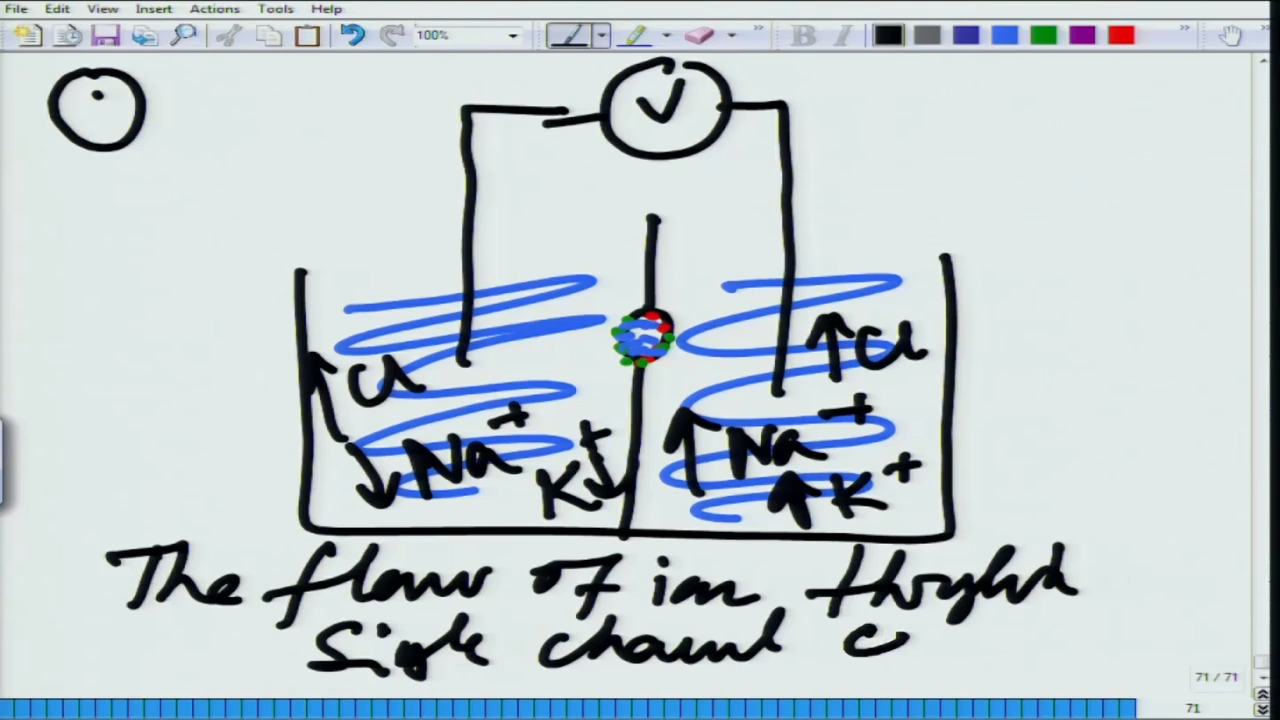 File Edit View Insert Actions Tools Help
100%
B I
V
↑Cl ↑Cl
↓Na+ K+↓ ↑Na+
↑K+
The flow of ion through
Single channel c
71 / 71
71